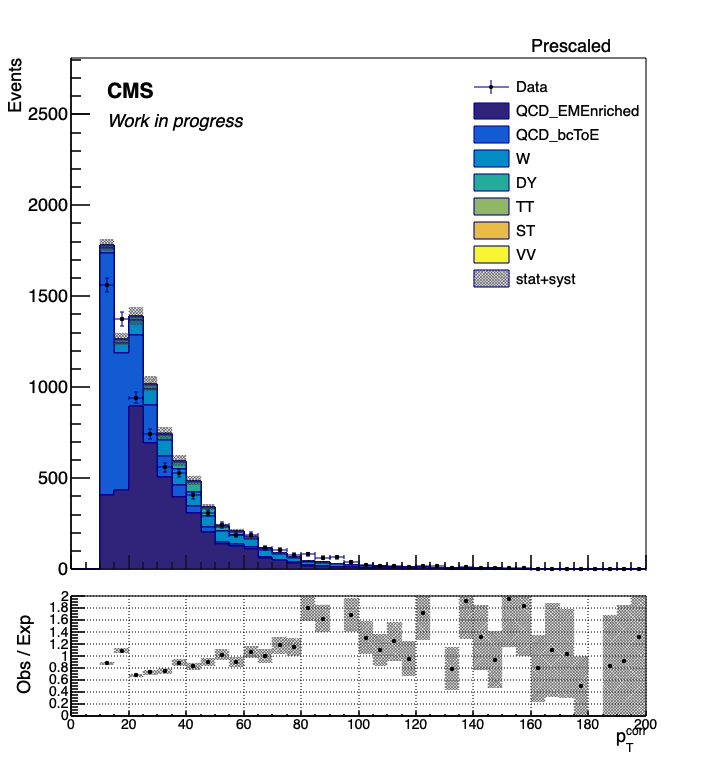 Prescaled
Events
CMS
Work in progress
Data
QCD_EMEnriched
QCD_bcToE
W
DY
TT
ST
VV
stat+syst
2500
2000
1500
1000
500
0
Obs / Exp
2
1.8
1.6
1.4
1.2
1
0.8
0.6
0.4
0.2
0
0 20 40 60 80 100 120 140 160 180 200
p_T^corr